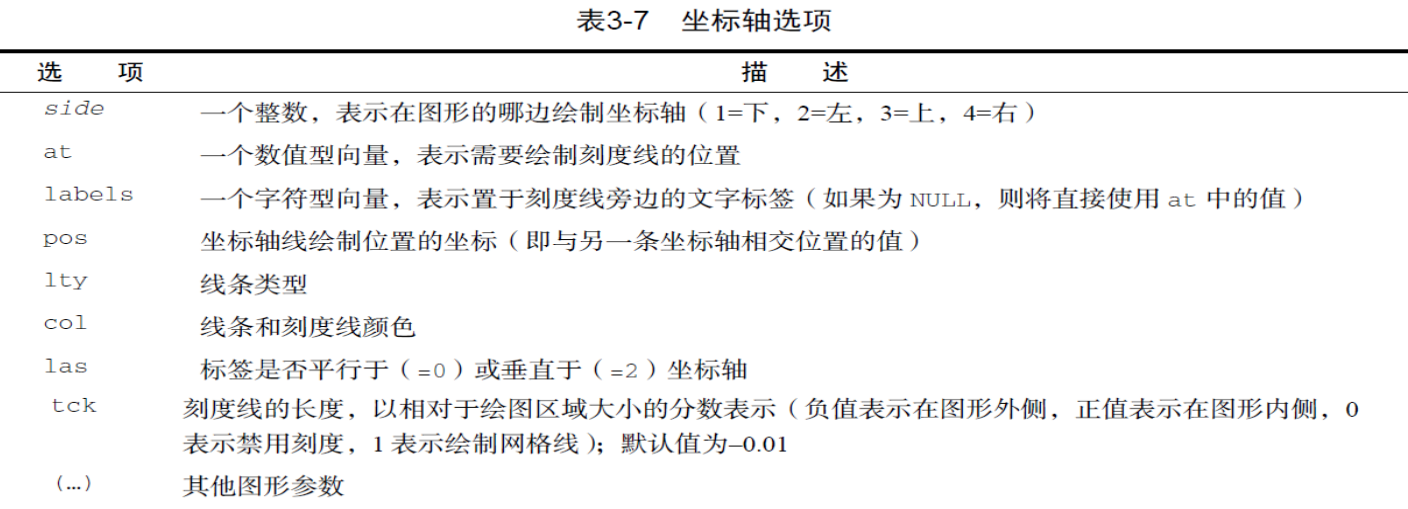 表3-7 坐标轴选项
选 项 描 述
side 一个整数，表示在图形的哪边绘制坐标轴（1=下，2=左，3=上，4=右）
at 一个数值型向量，表示需要绘制刻度线的位置
labels 一个字符型向量，表示置于刻度线旁边的文字标签（如果为 NULL，则将直接使用 at 中的值）
pos 坐标轴线绘制位置的坐标（即与另一条坐标轴相交位置的值）
lty 线条类型
col 线条和刻度线颜色
las 标签是否平行于（=0）或垂直于（=2）坐标轴
tck 刻度线的长度，以相对于绘图区域大小的分数表示（负值表示在图形外侧，正值表示在图形内侧，0
表示禁用刻度，1 表示绘制网格线）；默认值为–0.01
(…) 其他图形参数